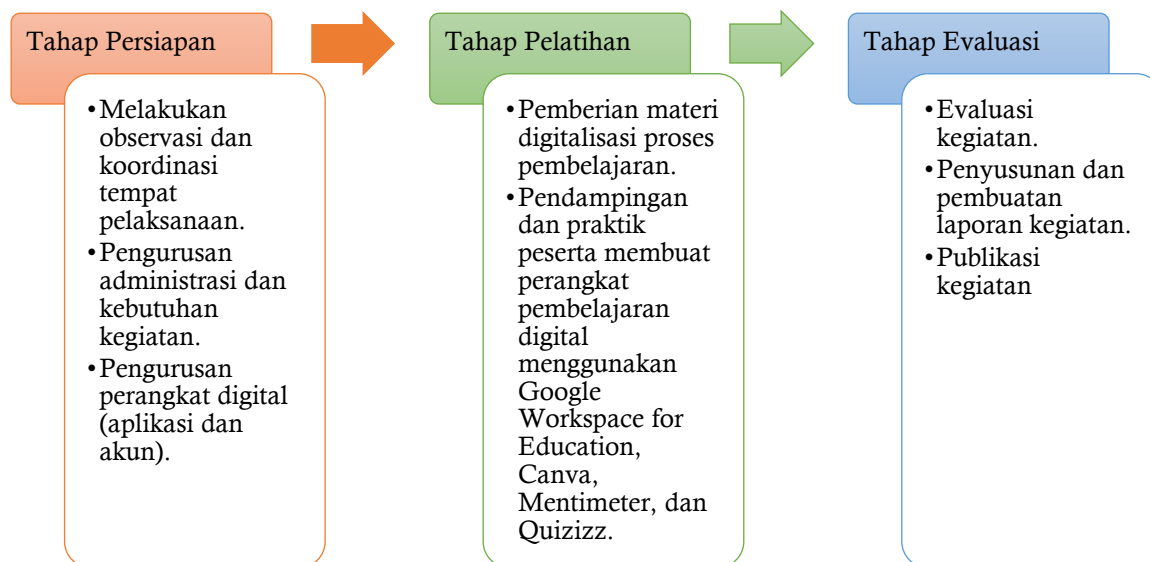 Tahap Persiapan
•Melakukan
observasi dan
koordinasi
tempat
pelaksanaan.
•Pengurusan
administrasi dan
kebutuhan
kegiatan.
•Pengurusan
perangkat digital
(aplikasi dan
akun).
Tahap Pelatihan
•Pemberian materi
digitalisasi proses
pembelajaran.
•Pendampingan
dan praktik
peserta membuat
perangkat
pembelajaran
digital
menggunakan
Google
Workspace for
Education,
Canva,
Mentimeter, dan
Quizizz.
Tahap Evaluasi
•Evaluasi
kegiatan.
•Penyusunan dan
pembuatan
laporan kegiatan.
•Publikasi
kegiatan